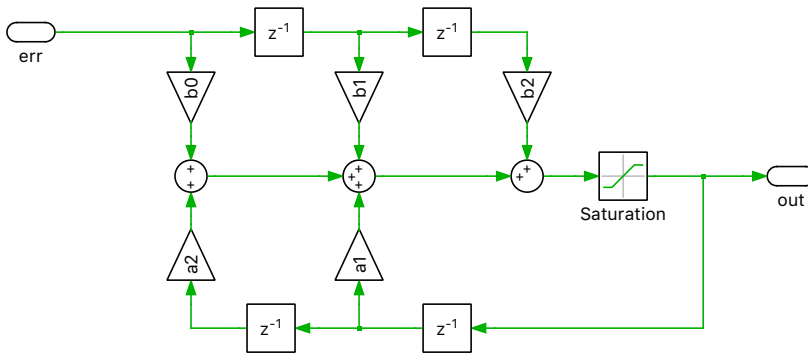 z-1
z-1
err
b0
b1
b2
+
+
+
+
+
+
+
Saturation
out
a2
a1
z-1
z-1